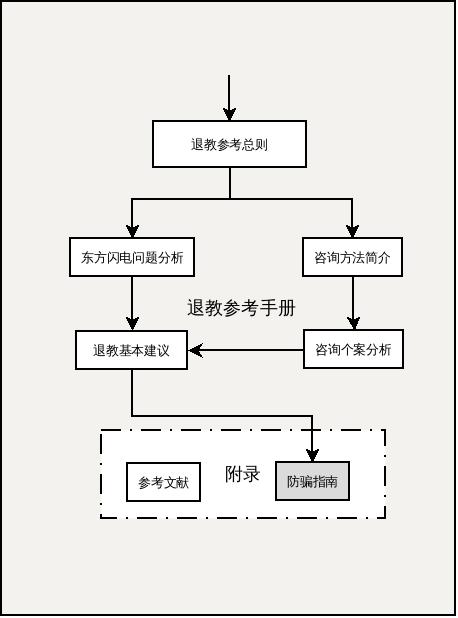 退教参考总则
东方闪电问题分析
咨询方法简介
退教参考手册
退教基本建议
咨询个案分析
附录
参考文献
防骗指南